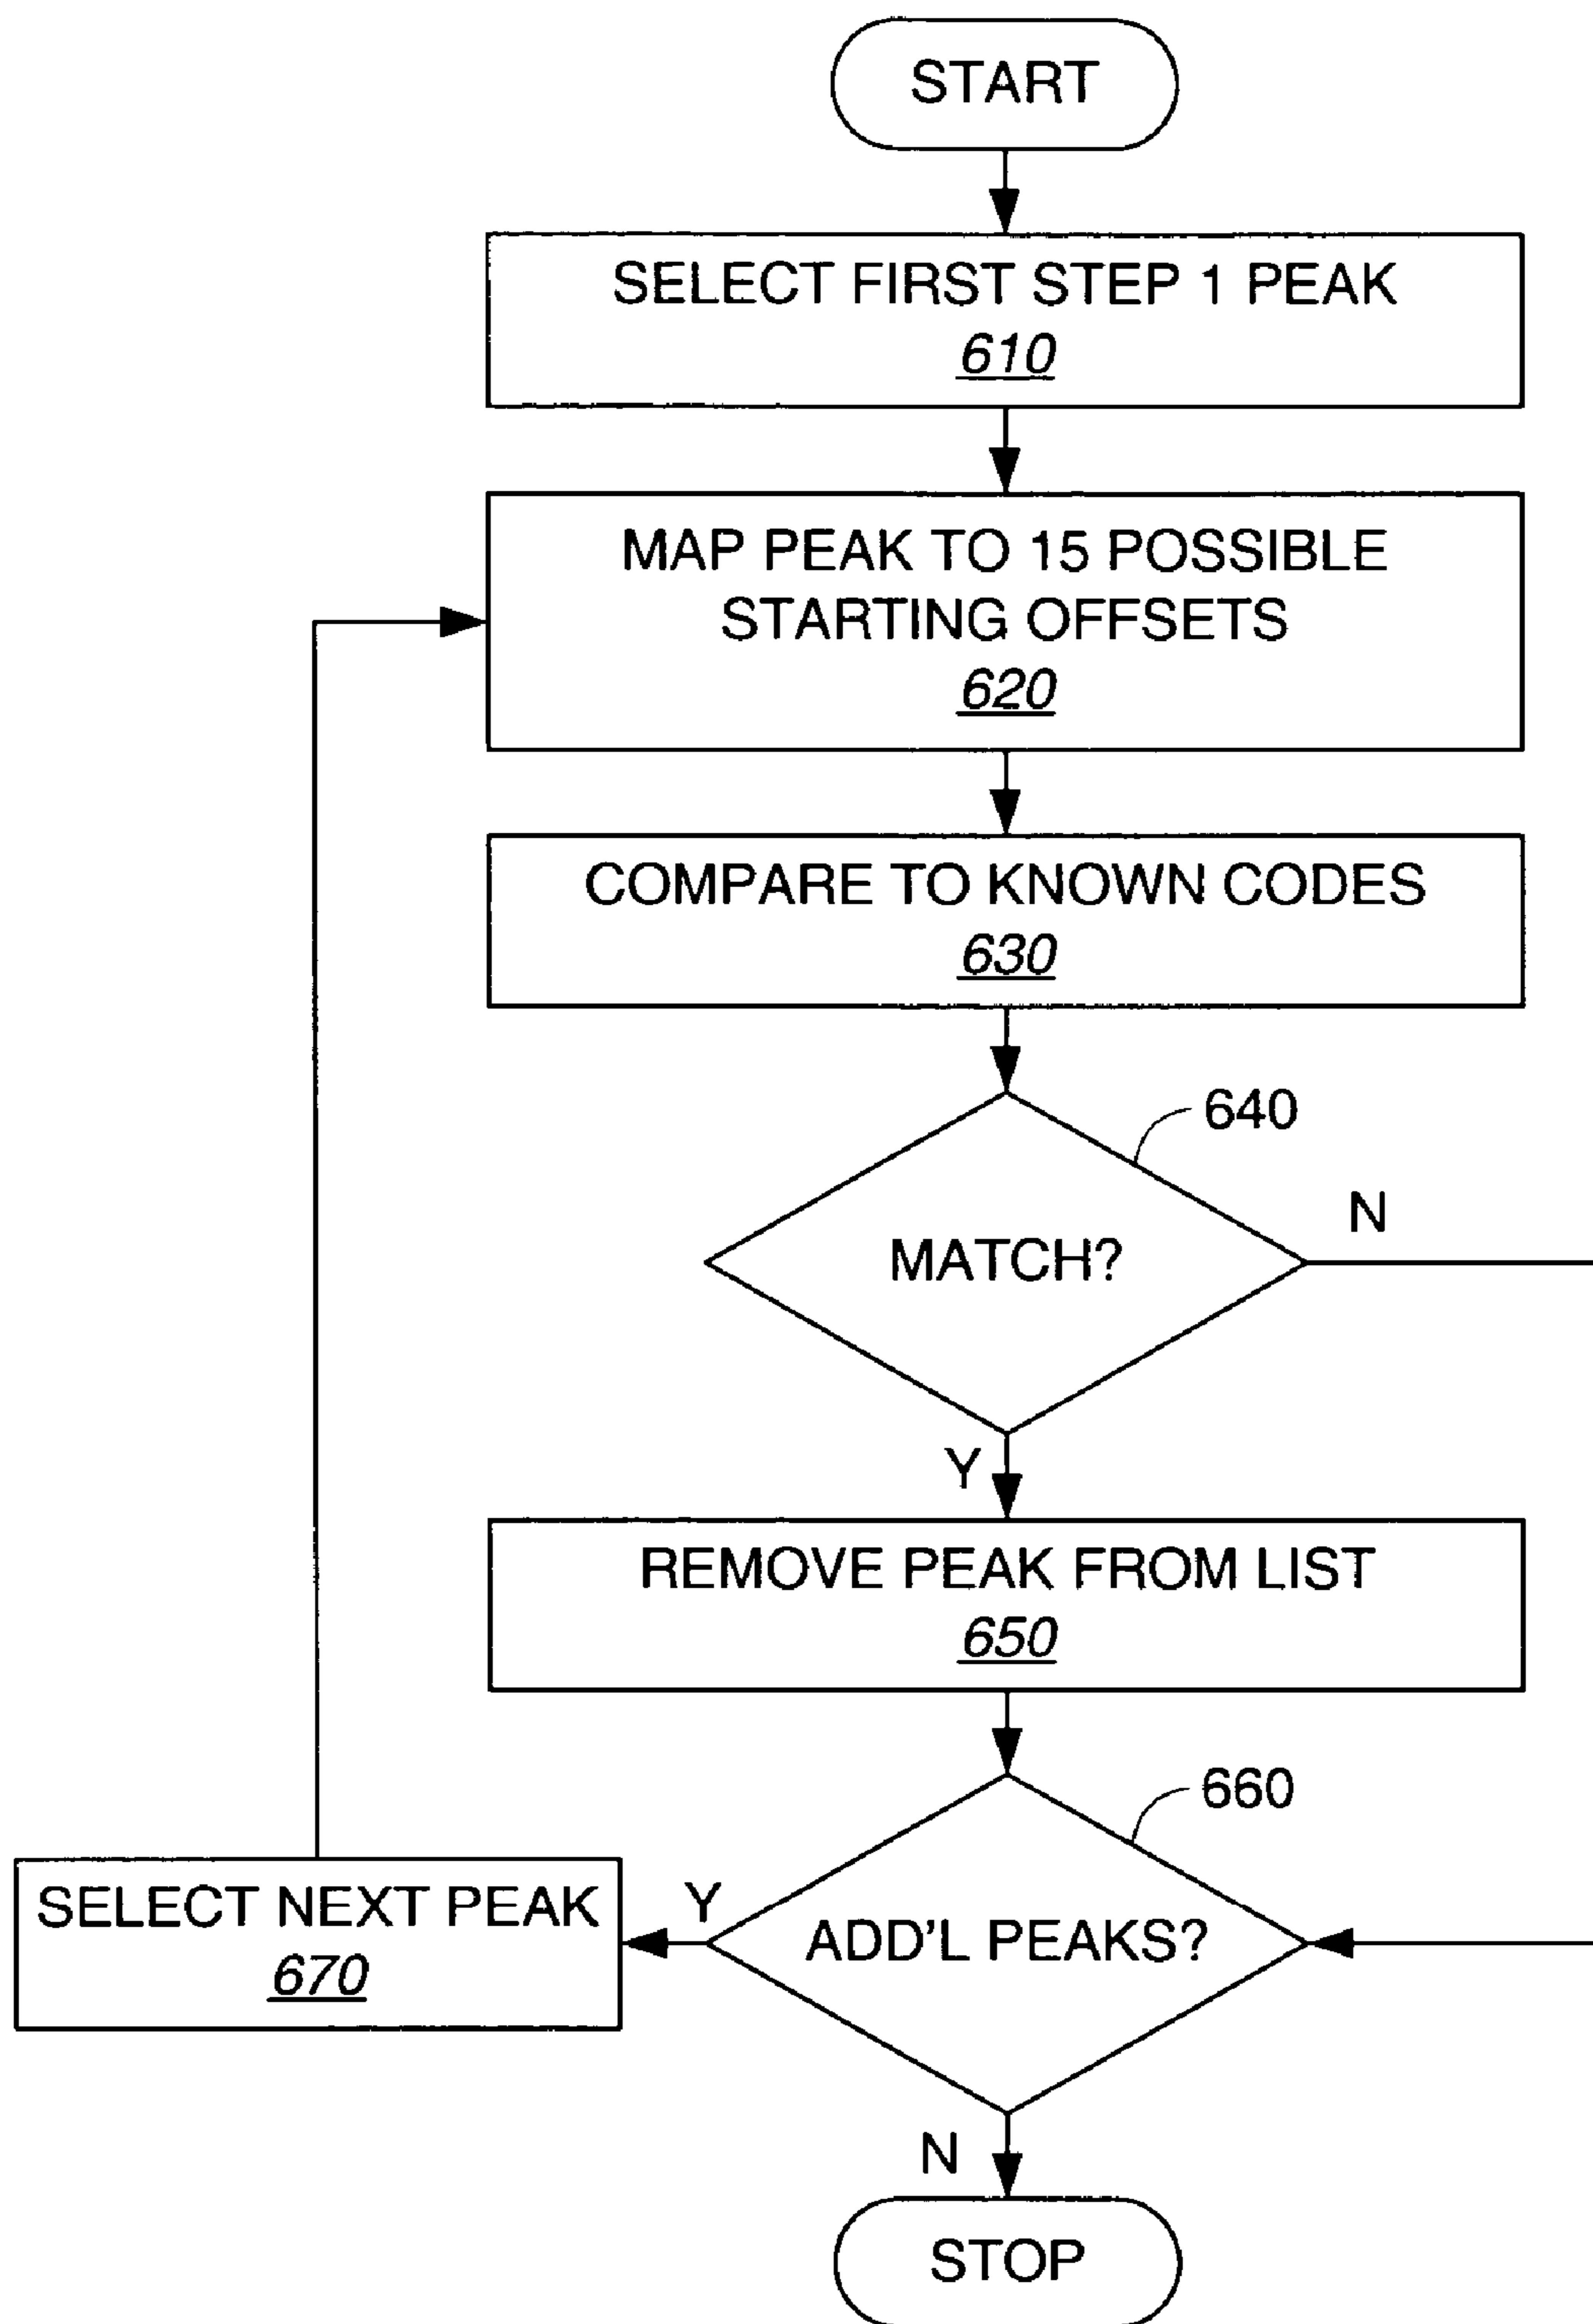 START
SELECT FIRST STEP 1 PEAK
610
MAP PEAK TO 15 POSSIBLE
STARTING OFFSETS
620
COMPARE TO KNOWN CODES
630
640
MATCH?
N
Y
REMOVE PEAK FROM LIST
650
660
ADD'L PEAKS?
Y
SELECT NEXT PEAK
670
N
STOP